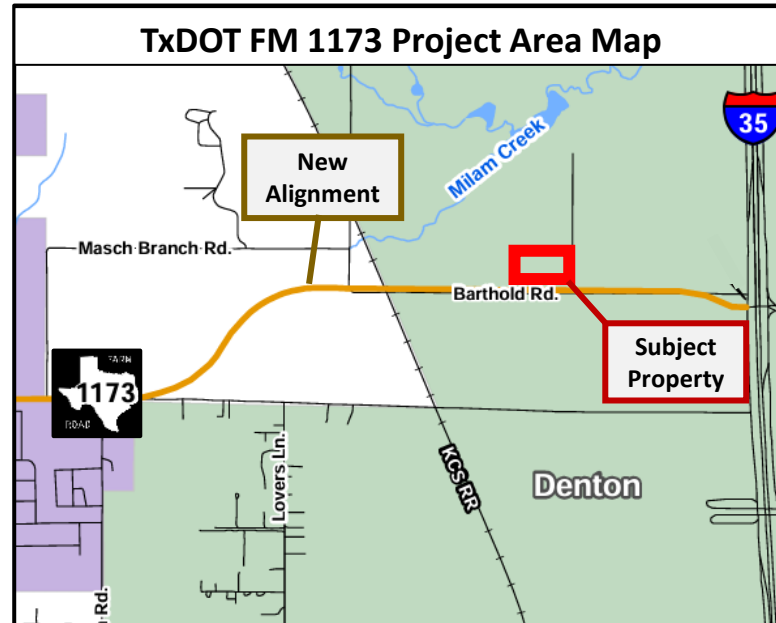 TxDOT FM 1173 Project Area Map
35
New
Alignment
Milam Creek
Masch Branch Rd.
Barthold Rd.
Subject
Property
FARM
1173
ROAD
Lovers Ln.
KCS RR
Denton
Rd.